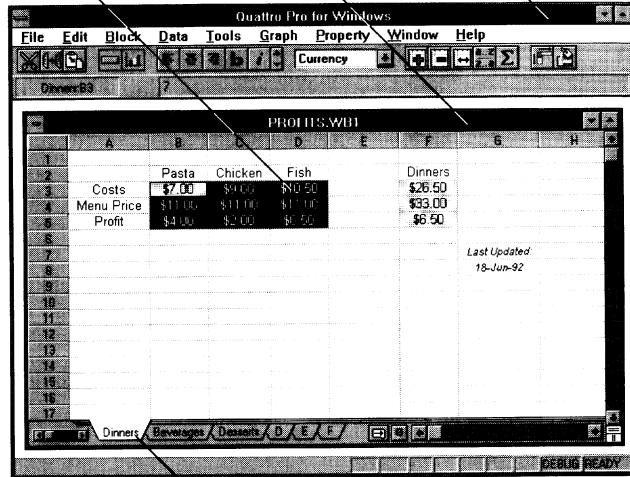 Quattro Pro for Windows
File Edit Block Data Tools Graph Property Window Help
b i Currency Σ
Dinners:B3 7
PROFITS.WB1
A B C D E F G H
1
2 Pasta Chicken Fish Dinners
3 Costs $7.00 $9.00 $10.50 $26.50
4 Menu Price $11.00 $11.00 $11.00 $33.00
5 Profit $4.00 $2.00 $0.50 $6.50
6
7 Last Updated
8 18-Jun-92
9
10
11
12
13
14
15
16
17
Dinners Beverages Desserts D E F
DEBUG READY